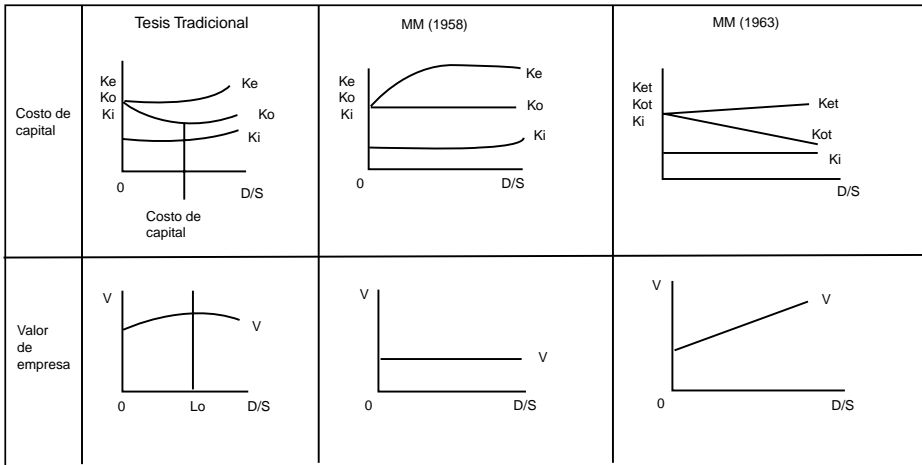 Tesis Tradicional
MM (1958)
MM (1963)
Costo de
capital
Ke
Ko
Ki
Ke
Ko
Ki
0
D/S
Costo de
capital
Ke
Ko
Ki
Ke
Ko
Ki
0
D/S
Ket
Kot
Ki
Ket
Kot
Ki
0
D/S
Valor
de
empresa
V
V
0
Lo
D/S
V
V
0
D/S
V
V
0
D/S